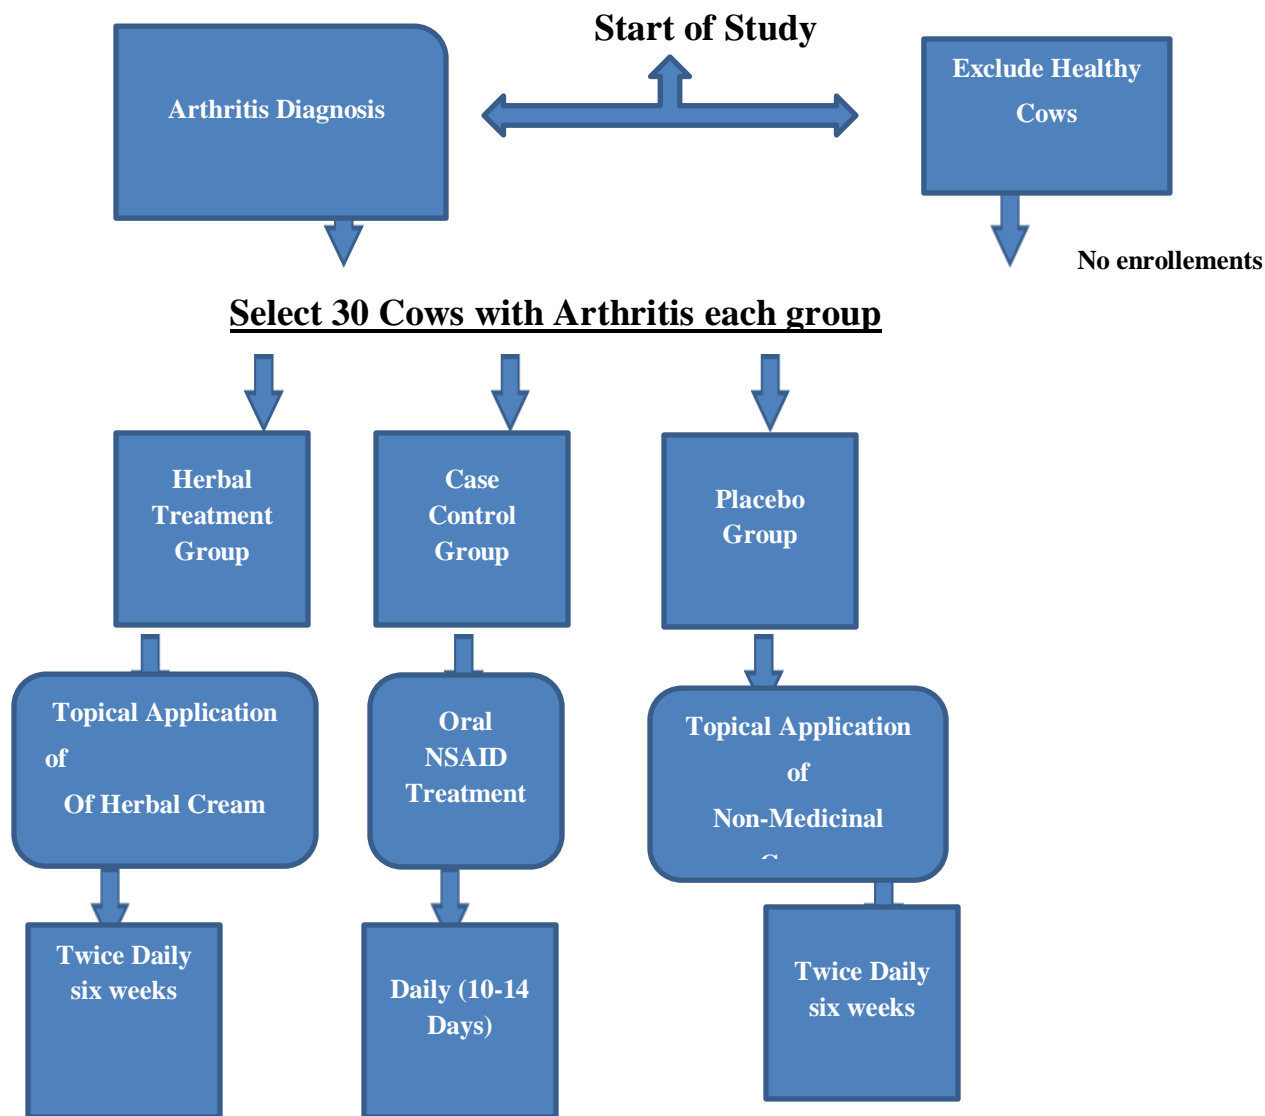 Start of Study
Arthritis Diagnosis
Exclude Healthy
Cows
No enrollements
Select 30 Cows with Arthritis each group
Herbal
Treatment
Group
Case
Control
Group
Placebo
Group
Topical Application
of
Of Herbal Cream
Oral
NSAID
Treatment
Topical Application
of
Non-Medicinal
Twice Daily
six weeks
Daily (10-14
Days)
Twice Daily
six weeks